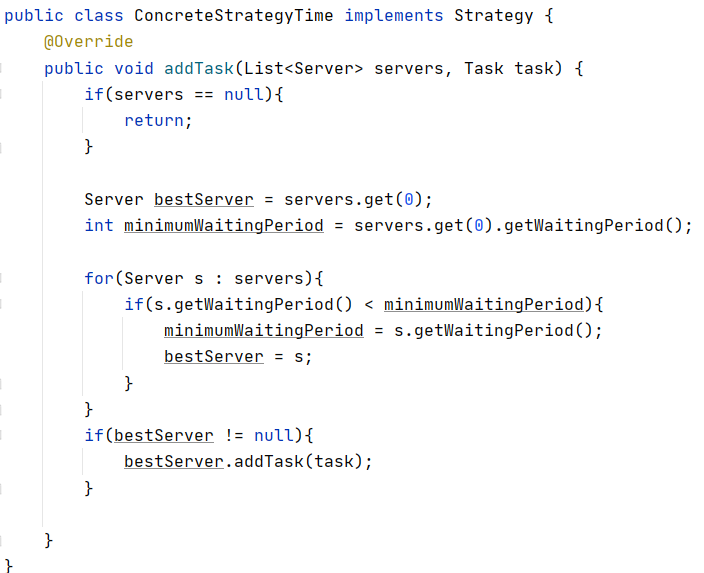 public class ConcreteStrategyTime implements Strategy {
    @Override
    public void addTask(List<Server> servers, Task task) {
        if(servers == null){
            return;
        }

        Server bestServer = servers.get(0);
        int minimumWaitingPeriod = servers.get(0).getWaitingPeriod();

        for(Server s : servers){
            if(s.getWaitingPeriod() < minimumWaitingPeriod){
                minimumWaitingPeriod = s.getWaitingPeriod();
                bestServer = s;
            }
        }
        if(bestServer != null){
            bestServer.addTask(task);
        }

    }
}